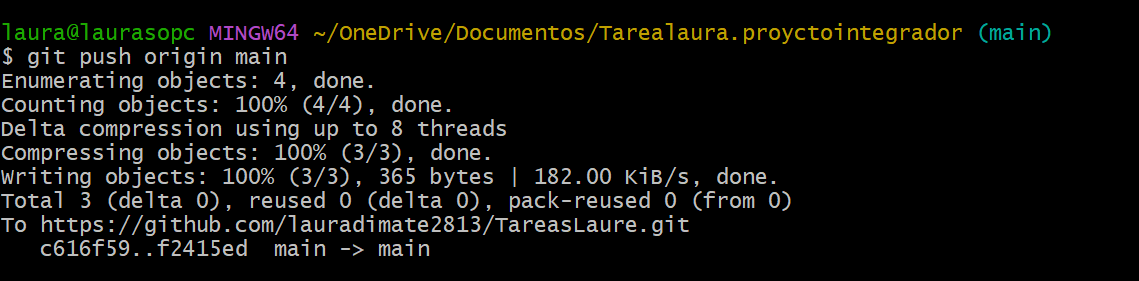 laura@laurasopc MINGW64 ~/OneDrive/Documentos/Tarealaura.proyctointegrador (main)
$ git push origin main
Enumerating objects: 4, done.
Counting objects: 100% (4/4), done.
Delta compression using up to 8 threads
Compressing objects: 100% (3/3), done.
Writing objects: 100% (3/3), 365 bytes | 182.00 KiB/s, done.
Total 3 (delta 0), reused 0 (delta 0), pack-reused 0 (from 0)
To https://github.com/lauradimate2813/TareasLaure.git
   c616f59..f2415ed  main -> main